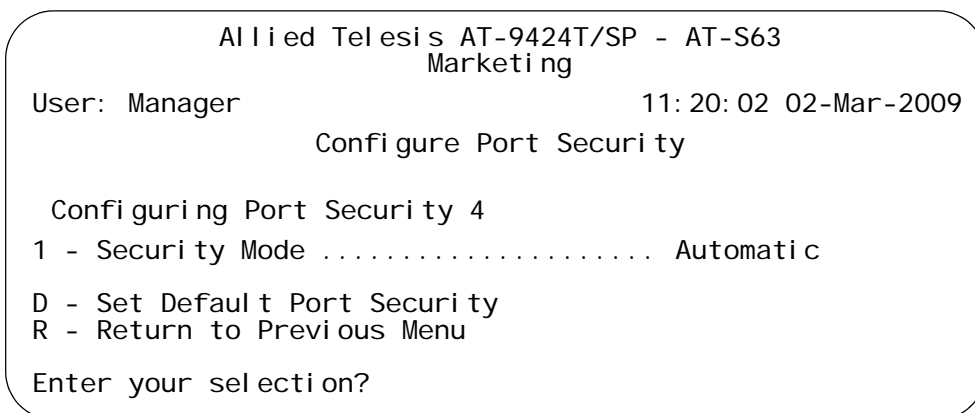 Allied Telesis AT-9424T/SP - AT-S63
Marketing
User: Manager 11:20:02 02-Mar-2009
Configure Port Security
Configuring Port Security 4
1 - Security Mode ..................... Automatic
D - Set Default Port Security
R - Return to Previous Menu
Enter your selection?